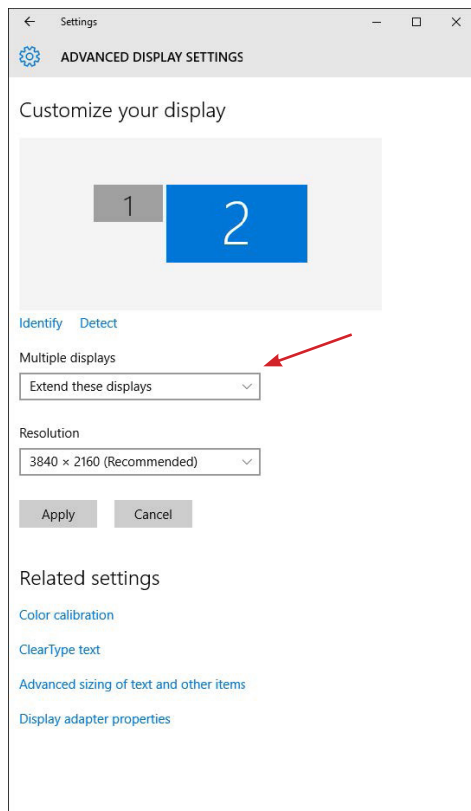 Settings
ADVANCED DISPLAY SETTINGS
Customize your display
1
2
Identify Detect
Multiple displays
Extend these displays
Resolution
3840 × 2160 (Recommended)
Apply Cancel
Related settings
Color calibration
ClearType text
Advanced sizing of text and other items
Display adapter properties